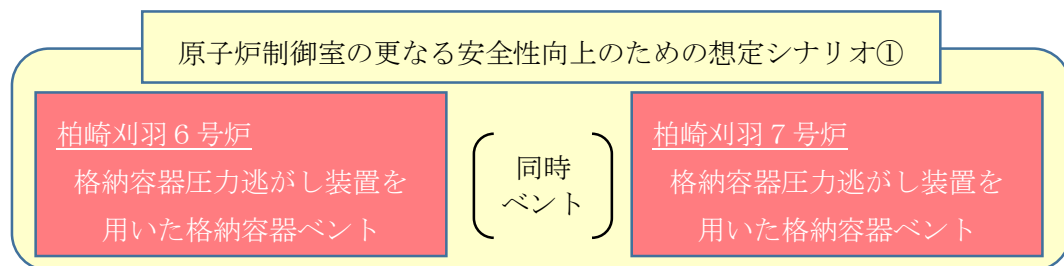 原子炉制御室の更なる安全性向上のための想定シナリオ①
柏崎刈羽６号炉
格納容器圧力逃がし装置を
用いた格納容器ベント
同時
ベント
柏崎刈羽７号炉
格納容器圧力逃がし装置を
用いた格納容器ベント